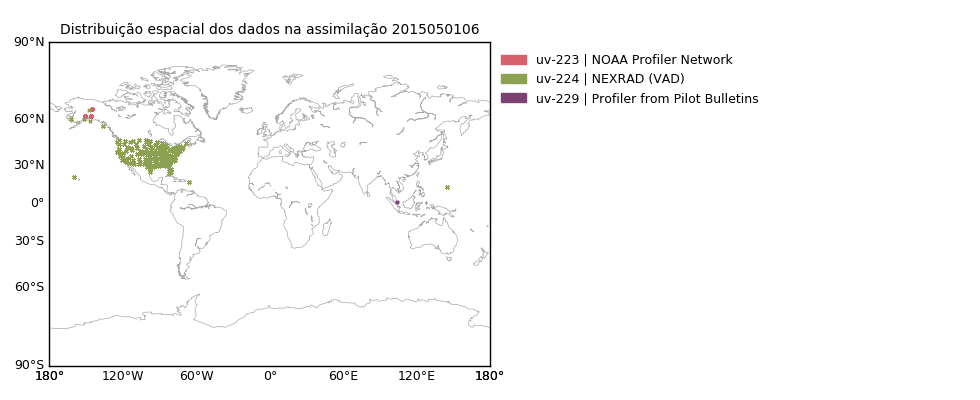 Distribuição espacial dos dados na assimilação 2015050106
90°N
60°N
30°N
0°
30°S
60°S
90°S
180°
120°W
60°W
0°
60°E
120°E
180°
uv-223 | NOAA Profiler Network
uv-224 | NEXRAD (VAD)
uv-229 | Profiler from Pilot Bulletins